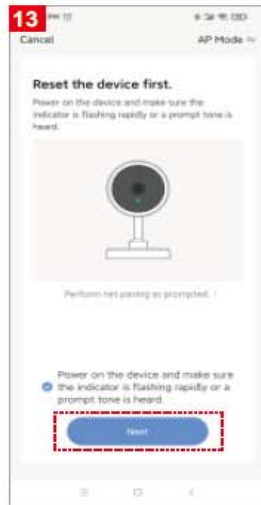 13
Cancel AP Mode
Reset the device first.
Power on the device and make sure the
indicator is flashing rapidly or a prompt tone is
heard.
Perform net pairing as prompted. ›
Power on the device and make sure
the indicator is flashing rapidly or a
prompt tone is heard.
Next